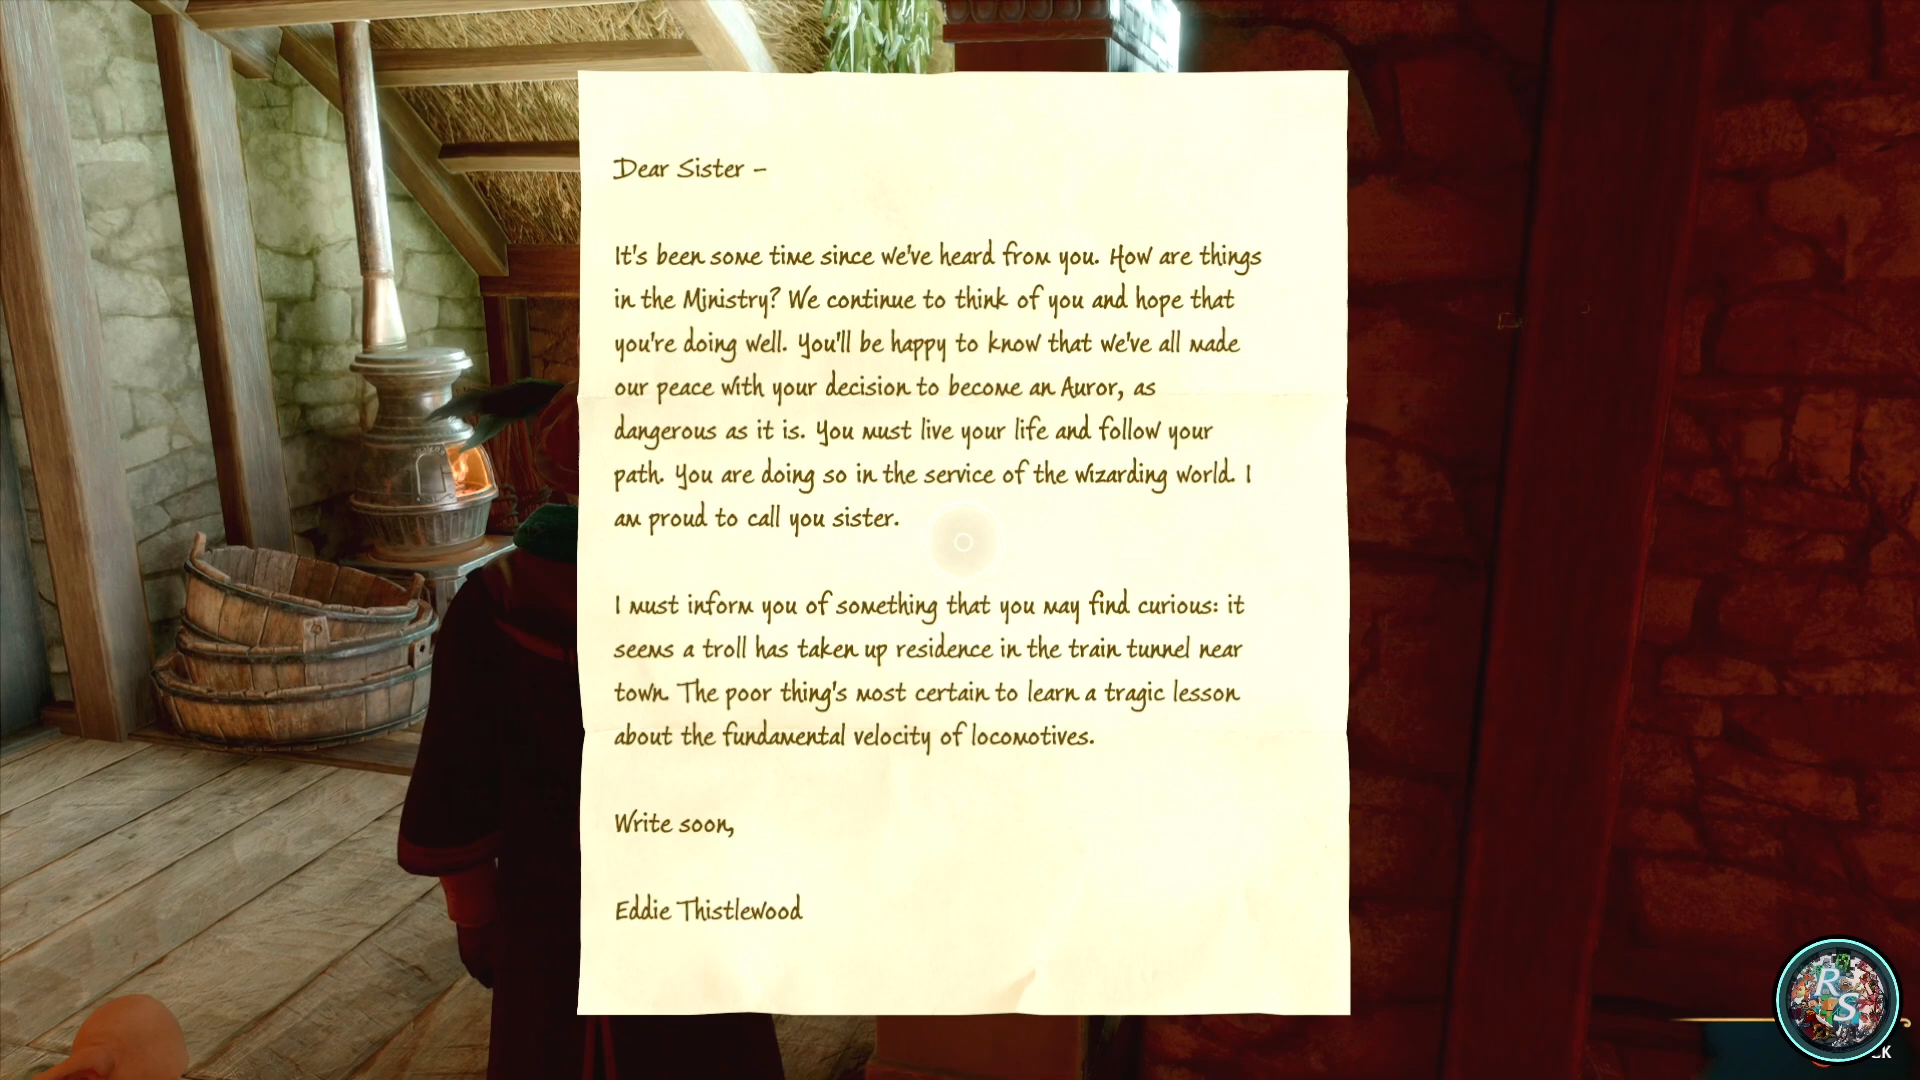 Dear Sister –
It's been some time since we've heard from you. How are things
in the Ministry? We continue to think of you and hope that
you're doing well. You'll be happy to know that we've all made
our peace with your decision to become an Auror, as
dangerous as it is. You must live your life and follow your
path. You are doing so in the service of the wizarding world. I
am proud to call you sister.
I must inform you of something that you may find curious: it
seems a troll has taken up residence in the train tunnel near
town. The poor thing's most certain to learn a tragic lesson
about the fundamental velocity of locomotives.
Write soon,
Eddie Thistlewood
RS